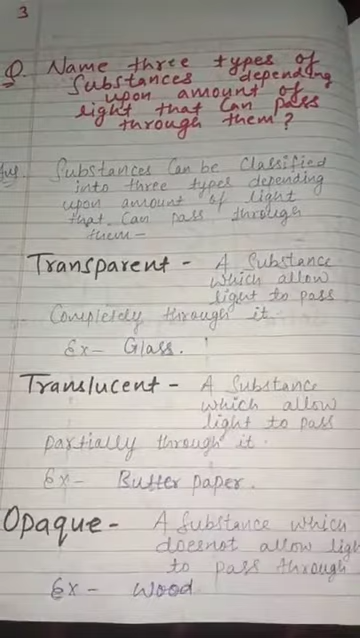 3
Q. Name three types of
Substances depending
upon amount of
light that can pass
through them?
Ans. Substances can be classified
into three types depending
upon amount of light
that can pass through
them-
Transparent - A Substance
which allow
light to pass
Completely through it.
Ex- Glass.
Translucent - A Substance
which allow
light to pass
partially through it.
Ex- Butter paper.
Opaque - A Substance which
doesnot allow light
to pass through
Ex- Wood